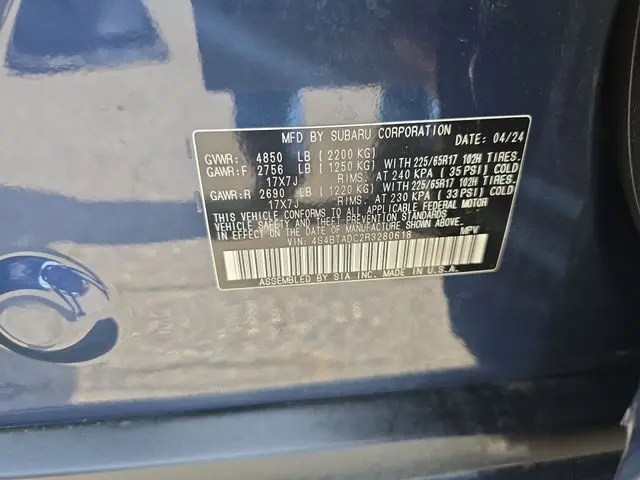 MFD BY SUBARU CORPORATION DATE: 04/24
GVWR: 4850 LB (2200 KG)
GAWR:F 2756 LB (1250 KG) WITH 225/65R17 102H TIRES.
17X7J RIMS. AT 240 KPA (35 PSI) COLD
GAWR:R 2690 LB (1220 KG) WITH 225/65R17 102H TIRES.
17X7J RIMS. AT 230 KPA (33 PSI) COLD
THIS VEHICLE CONFORMS TO ALL APPLICABLE FEDERAL MOTOR
VEHICLE SAFETY, BUMPER, AND THEFT PREVENTION STANDARDS
IN EFFECT ON THE DATE OF MANUFACTURE SHOWN ABOVE.
VIN: 4S4BTADC2R3280618 MPV
ASSEMBLED BY SIA INC. MADE IN U.S.A.